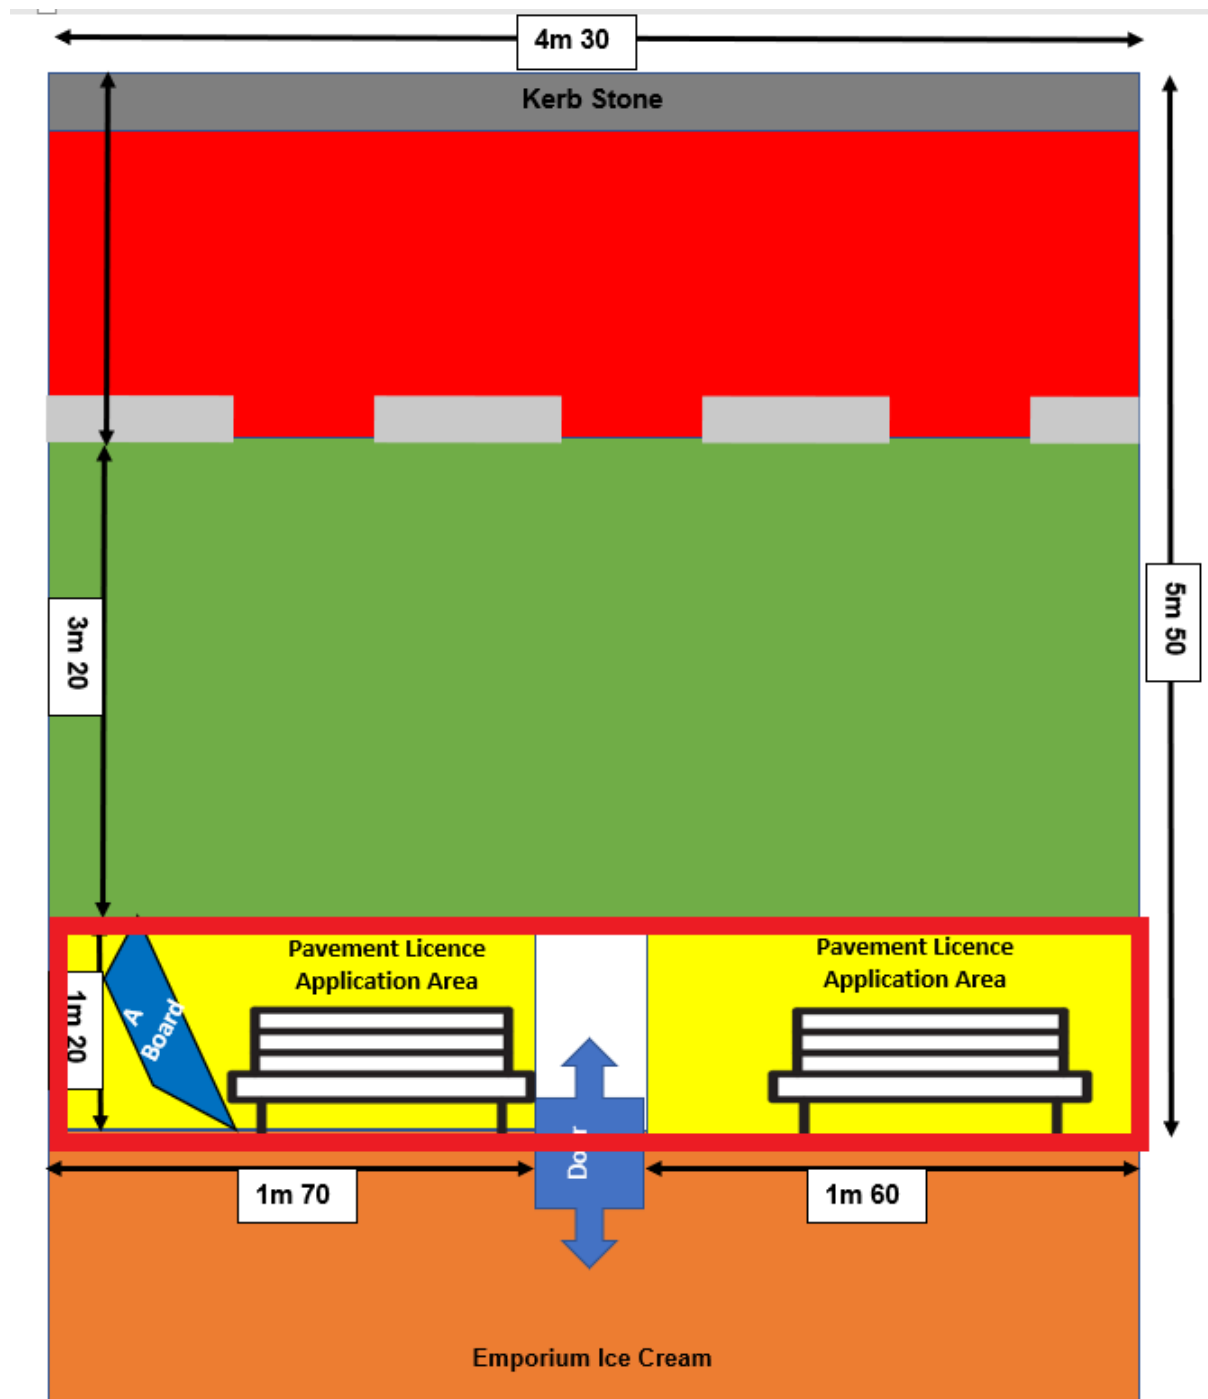 4m 30
Kerb Stone
5m 50
3m 20
Pavement Licence
Application Area
Pavement Licence
Application Area
A
Board
1m 20
Door
1m 70
1m 60
Emporium Ice Cream